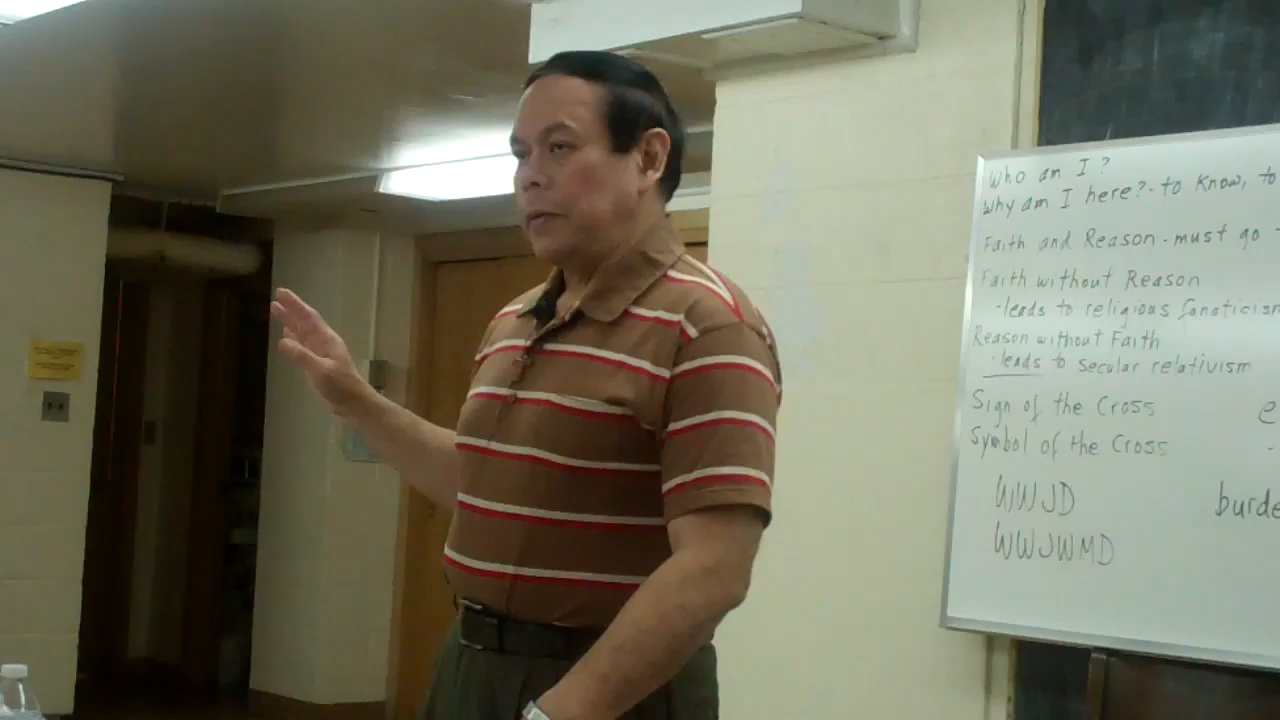 Who am I?
Why am I here? - to know, to
Faith and Reason - must go -
Faith without Reason
- leads to religious fanaticism
Reason without Faith
- leads to secular relativism
Sign of the Cross
e
Symbol of the Cross
-
WWJD
burde
WWJWMD